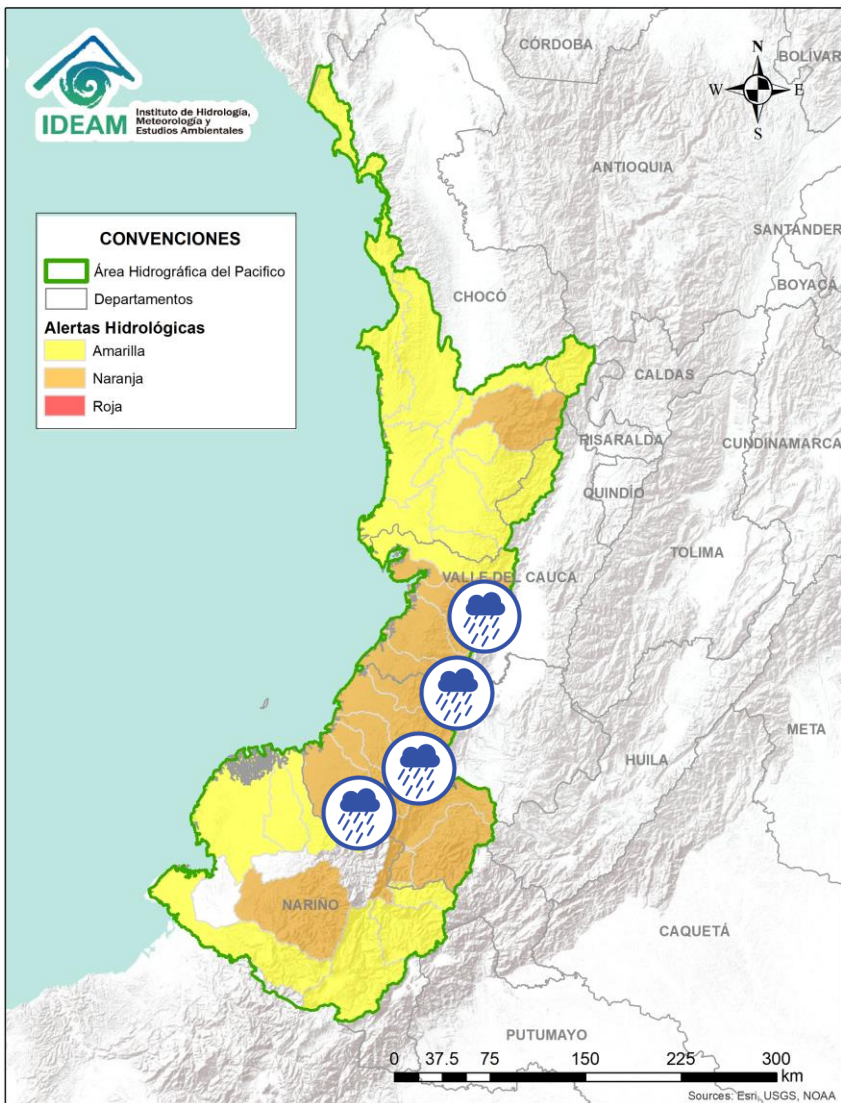 IDEAM
Instituto de Hidrología,
Meteorología y
Estudios Ambientales
CÓRDOBA
BOLÍVAR
N
W E
S
ANTIOQUIA
SANTANDER
BOYACÁ
CONVENCIONES
Área Hidrográfica del Pacifico
Departamentos
Alertas Hidrológicas
Amarilla
Naranja
Roja
CHOCÓ
CALDAS
RISARALDA
CUNDINAMARCA
QUINDÍO
TOLIMA
VALLE DEL CAUCA
META
HUILA
NARIÑO
CAQUETÁ
PUTUMAYO
0 37.5 75 150 225 300
km
Sources: Esri, USGS, NOAA